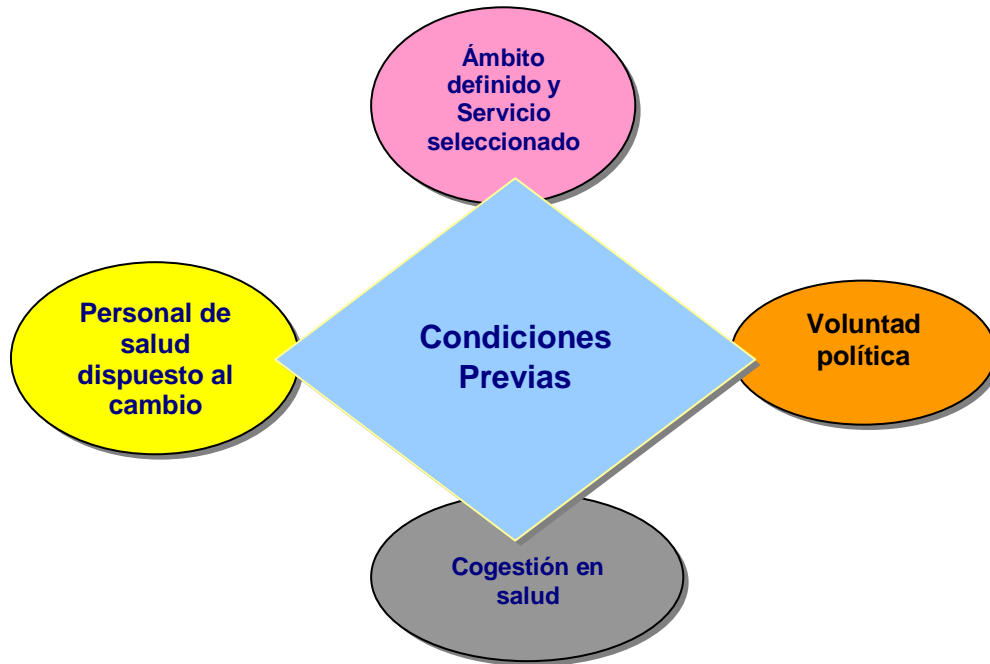 Ámbito
definido y
Servicio
seleccionado
Personal de
salud
dispuesto al
cambio
Condiciones
Previas
Voluntad
política
Cogestión en
salud